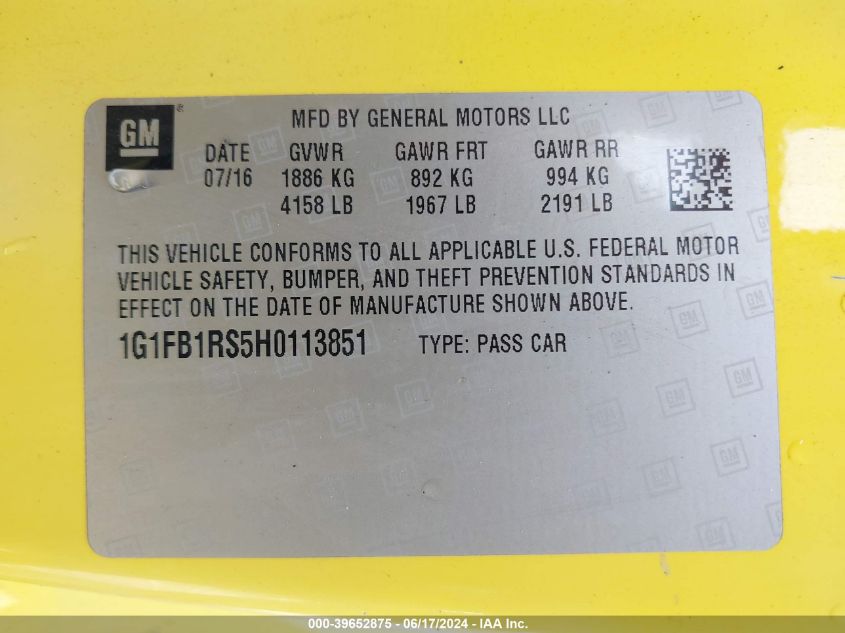 GM ® MFD BY GENERAL MOTORS LLC
DATE GVWR GAWR FRT GAWR RR
07/16 1886 KG 892 KG 994 KG
4158 LB 1967 LB 2191 LB
THIS VEHICLE CONFORMS TO ALL APPLICABLE U.S. FEDERAL MOTOR
VEHICLE SAFETY, BUMPER, AND THEFT PREVENTION STANDARDS IN
EFFECT ON THE DATE OF MANUFACTURE SHOWN ABOVE.
1G1FB1RS5H0113851 TYPE: PASS CAR
000-39652875 - 06/17/2024 - IAA Inc.